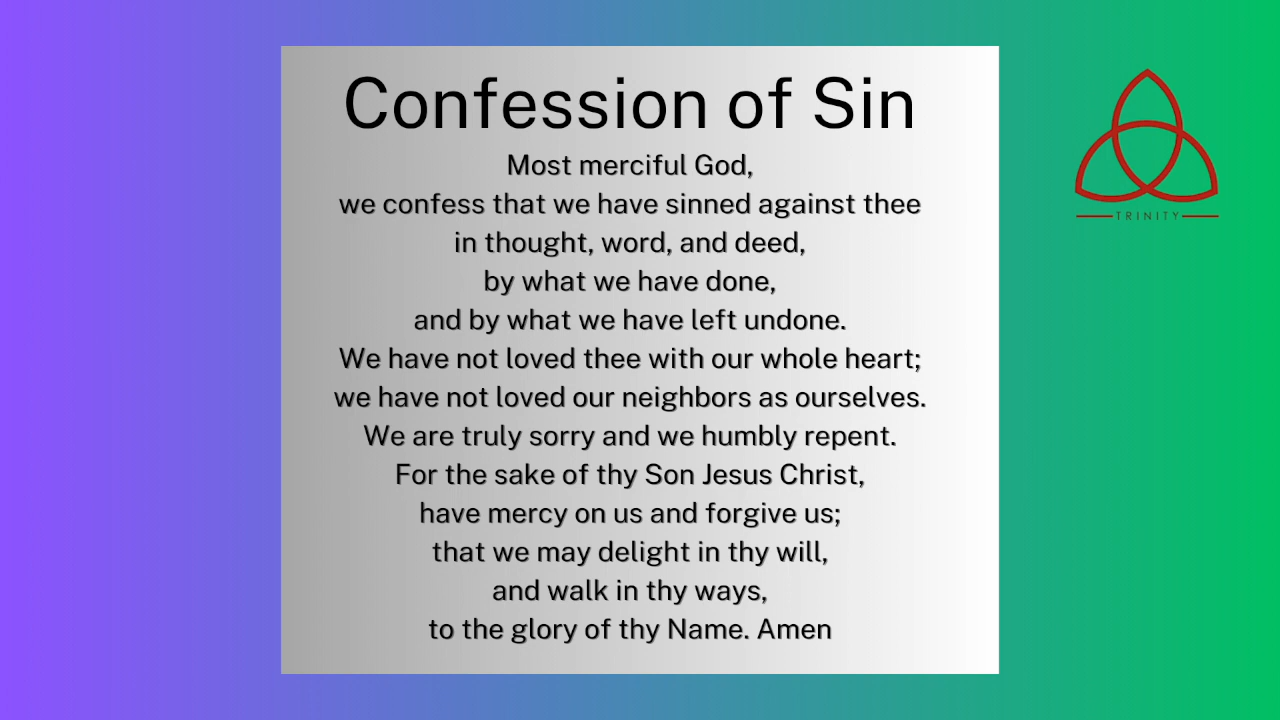 Confession of Sin
Most merciful God,
we confess that we have sinned against thee
in thought, word, and deed,
by what we have done,
and by what we have left undone.
We have not loved thee with our whole heart;
we have not loved our neighbors as ourselves.
We are truly sorry and we humbly repent.
For the sake of thy Son Jesus Christ,
have mercy on us and forgive us;
that we may delight in thy will,
and walk in thy ways,
to the glory of thy Name. Amen
TRINITY